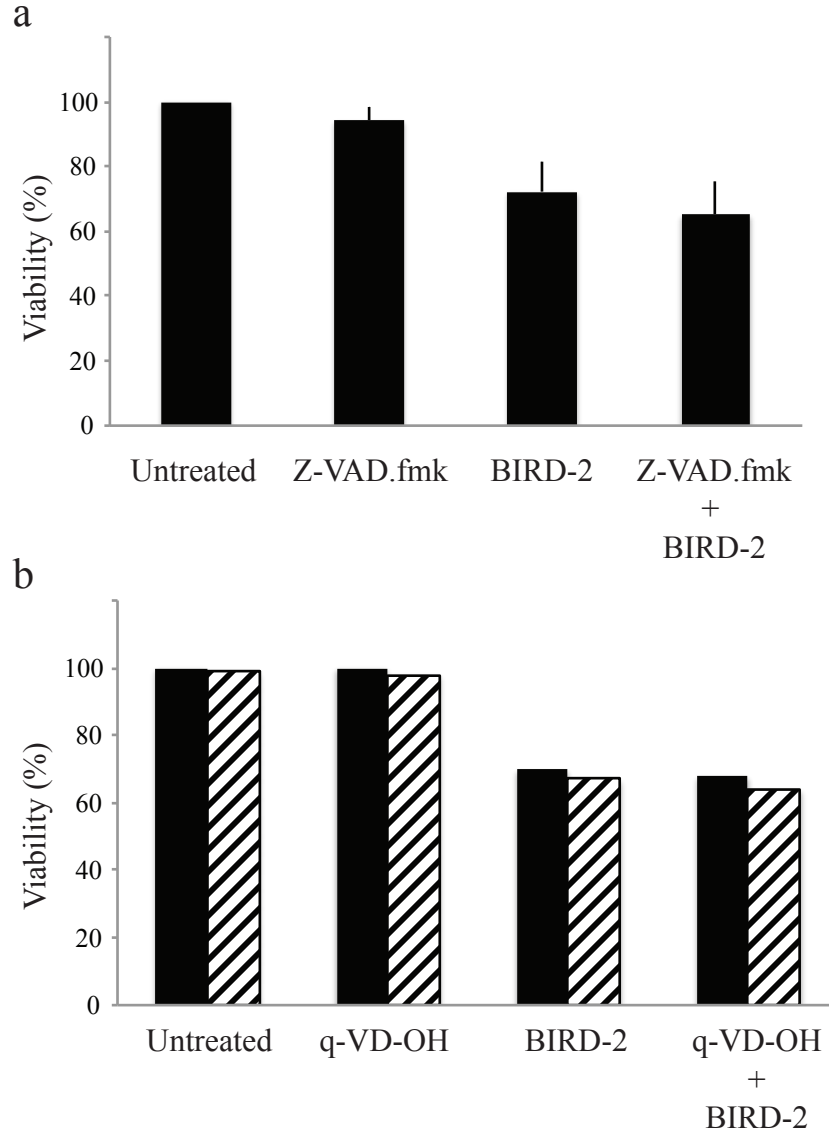 a
Viability (%)
100
80
60
40
20
0
Untreated
Z-VAD.fmk
BIRD-2
Z-VAD.fmk
+
BIRD-2
b
Viability (%)
100
80
60
40
20
0
Untreated
q-VD-OH
BIRD-2
q-VD-OH
+
BIRD-2